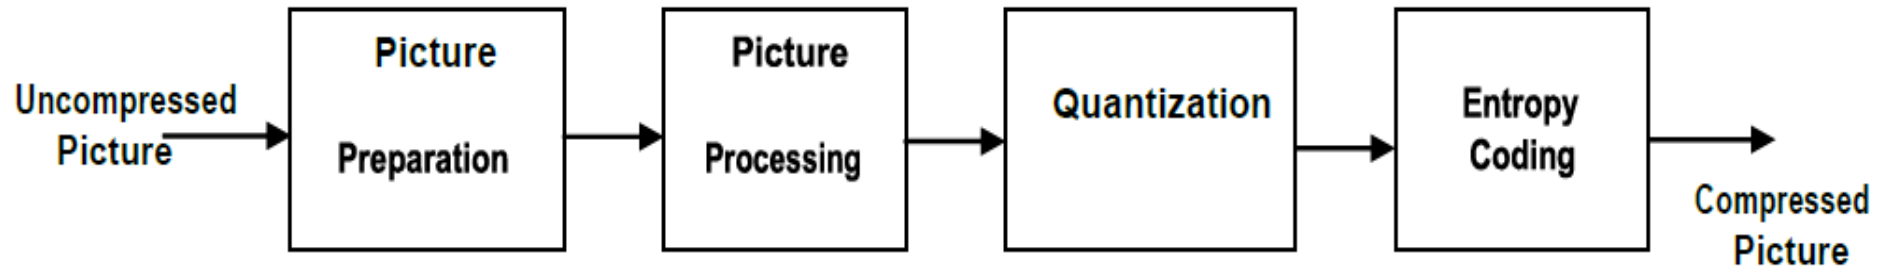 Uncompressed
Picture
Picture
Preparation
Picture
Processing
Quantization
Entropy
Coding
Compressed
Picture